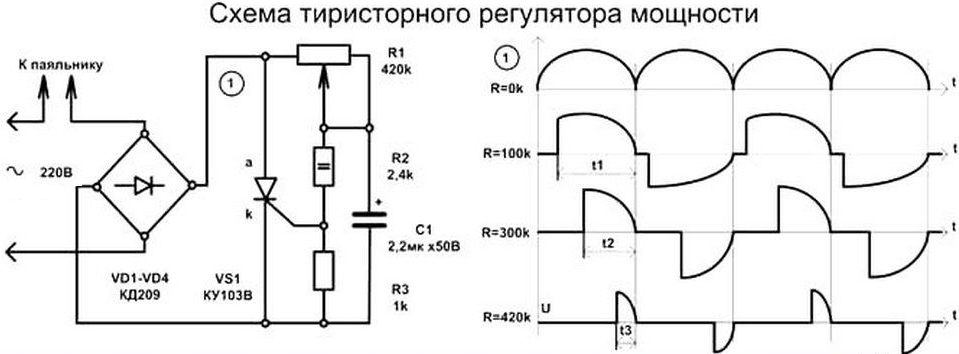 Схема тиристорного регулятора мощности
К паяльнику
220В
VD1-VD4
КД209
1
a
k
VS1
КУ103В
R1
420k
R2
2,4k
+
C1
2,2мк x50В
R3
1k
1
R=0k
t
R=100k
t1
t
R=300k
t2
t
U
R=420k
t3
t